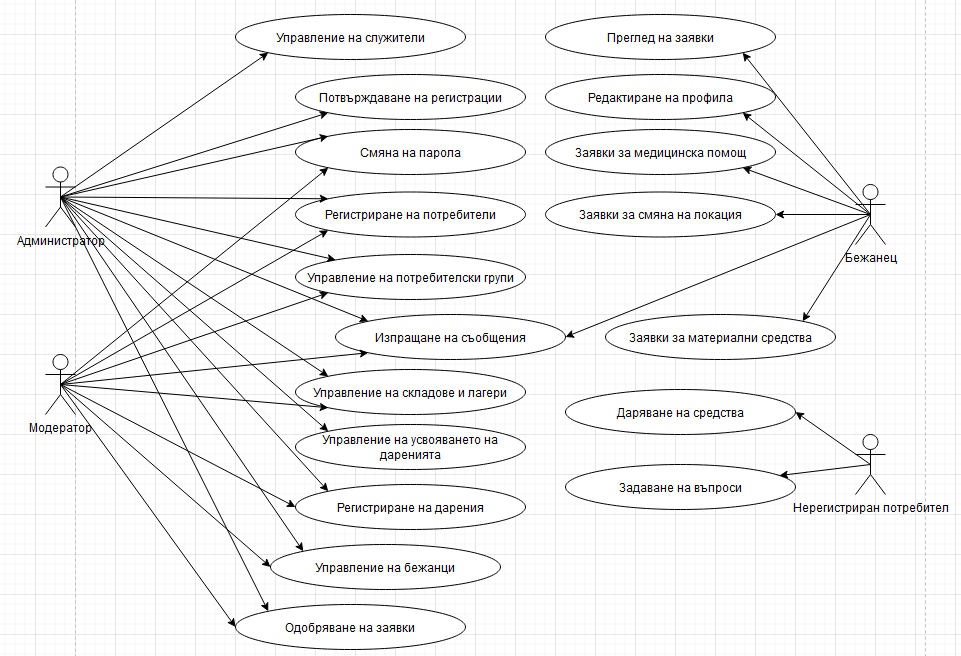 Управление на служители
Преглед на заявки
Потвърждаване на регистрации
Редактиране на профила
Смяна на парола
Заявки за медицинска помощ
Регистриране на потребители
Заявки за смяна на локация
Администратор
Бежанец
Управление на потребителски групи
Изпращане на съобщения
Заявки за материални средства
Управление на складове и лагери
Модератор
Даряване на средства
Управление на усвояването на
даренията
Задаване на въпроси
Нерегистриран потребител
Регистриране на дарения
Управление на бежанци
Одобряване на заявки